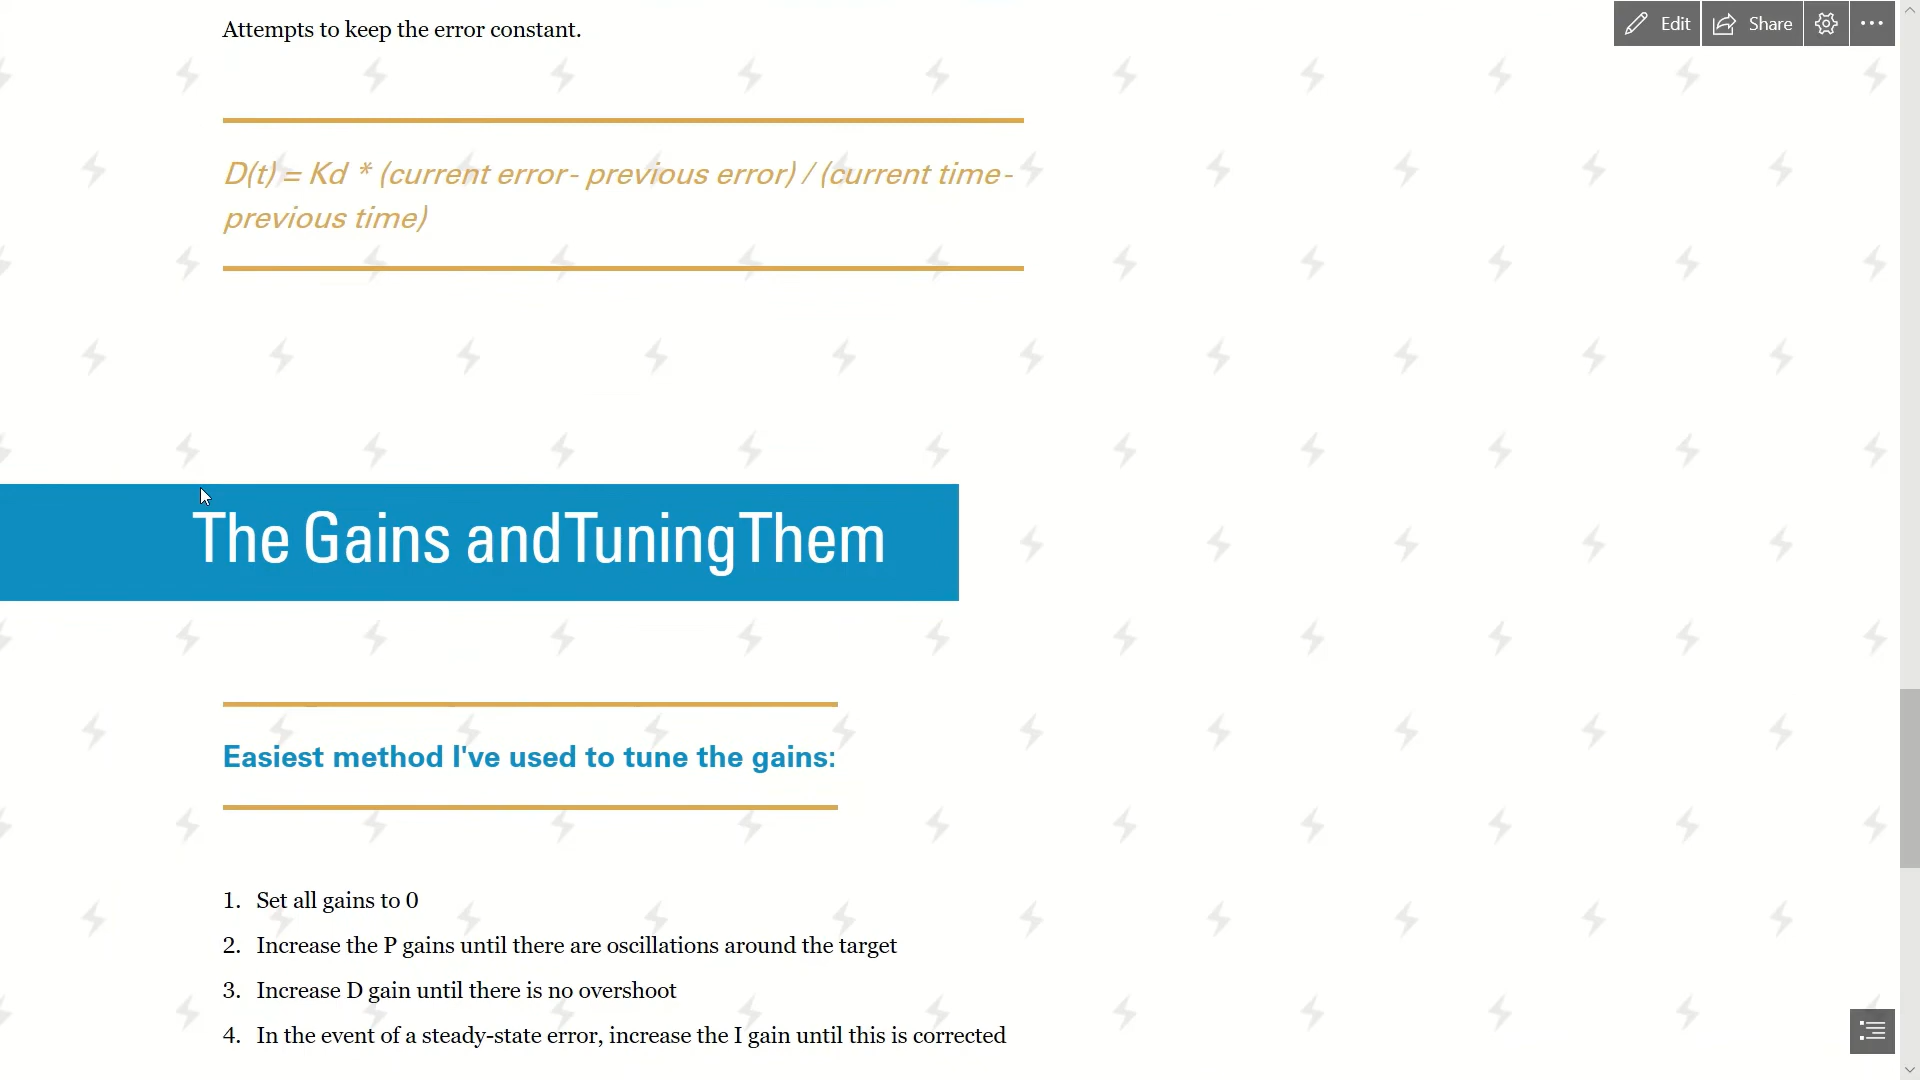 Attempts to keep the error constant.
Edit
Share
D(t) = Kd * (current error - previous error) / (current time -
previous time)
The Gains and Tuning Them
Easiest method I've used to tune the gains:
1. Set all gains to 0
2. Increase the P gains until there are oscillations around the target
3. Increase D gain until there is no overshoot
4. In the event of a steady-state error, increase the I gain until this is corrected